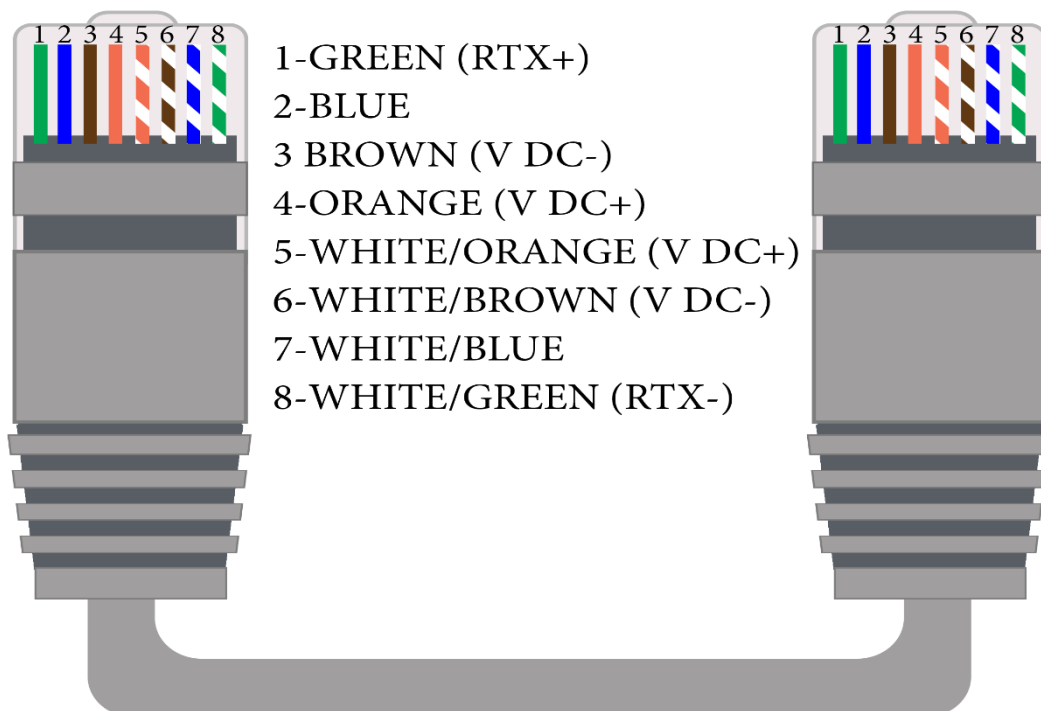 1 2 3 4 5 6 7 8
1 2 3 4 5 6 7 8
1-GREEN (RTX+)
2-BLUE
3 BROWN (V DC-)
4-ORANGE (V DC+)
5-WHITE/ORANGE (V DC+)
6-WHITE/BROWN (V DC-)
7-WHITE/BLUE
8-WHITE/GREEN (RTX-)